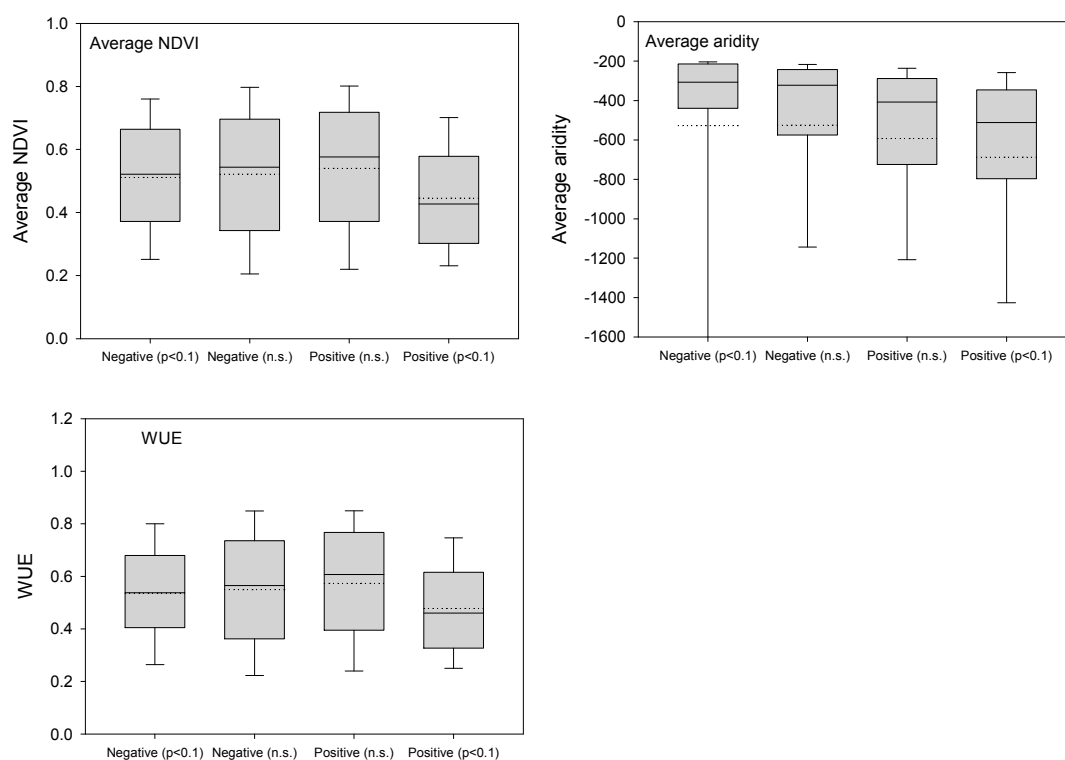 Average NDVI
Average NDVI
1.0
0.8
0.6
0.4
0.2
0.0
Negative (p<0.1) Negative (n.s.) Positive (n.s.) Positive (p<0.1)
Average aridity
Average aridity
0
-200
-400
-600
-800
-1000
-1200
-1400
-1600
Negative (p<0.1) Negative (n.s.) Positive (n.s.) Positive (p<0.1)
WUE
WUE
1.2
1.0
0.8
0.6
0.4
0.2
0.0
Negative (p<0.1) Negative (n.s.) Positive (n.s.) Positive (p<0.1)